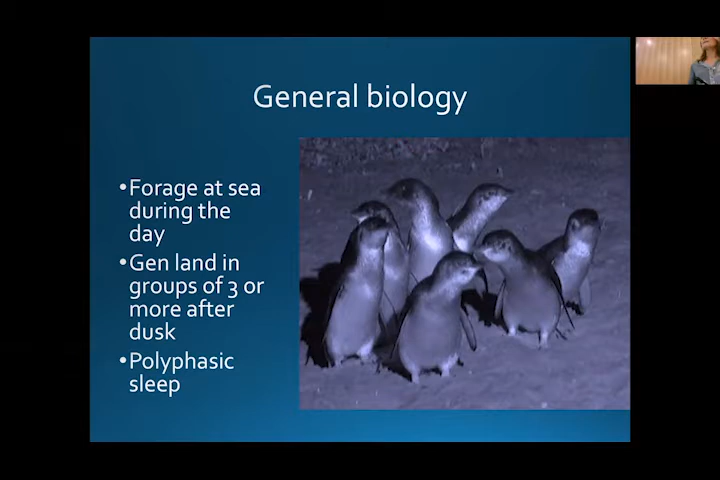 General biology
•Forage at sea
during the
day
•Gen land in
groups of 3 or
more after
dusk
•Polyphasic
sleep